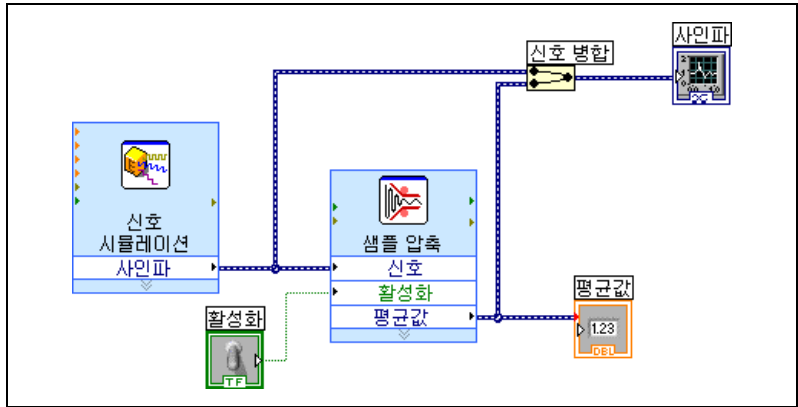 사인파
신호 병합
신호
시뮬레이션
사인파
샘플 압축
신호
활성화
평균값
활성화
TF
평균값
1.23
DBL